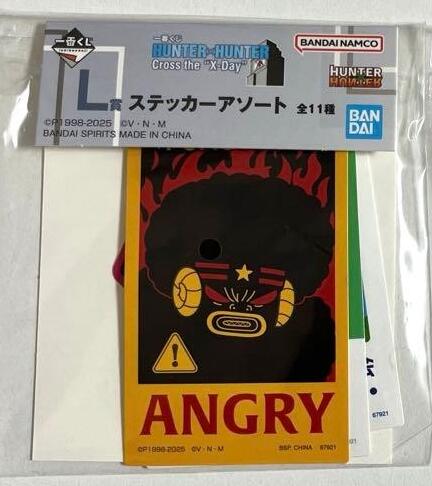 一番くじ
一番くじ
HUNTER×HUNTER
Cross the "X-Day"
BANDAI NAMCO
HUNTER
HUNTER
L賞 ステッカーアソート 全11種
©P1998-2025 ©V・N・M
BANDAI SPIRITS MADE IN CHINA
BAN
DAI
ANGRY
©P1998-2025 ©V・N・M
BSP, CHINA 67921
67921